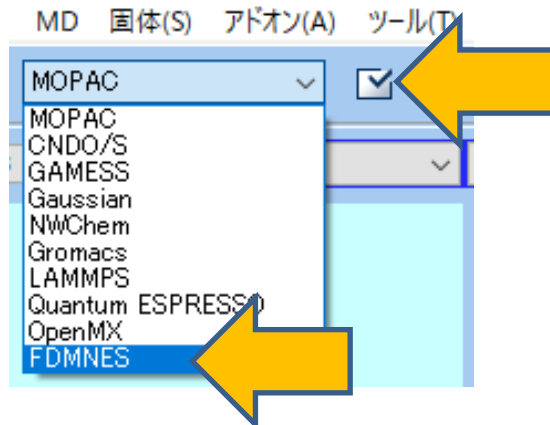 MD 固体(S) アドオン(A) ツール(T)
MOPAC
MOPAC
CNDO/S
GAMESS
Gaussian
NWChem
Gromacs
LAMMPS
Quantum ESPRESSO
OpenMX
FDMNES